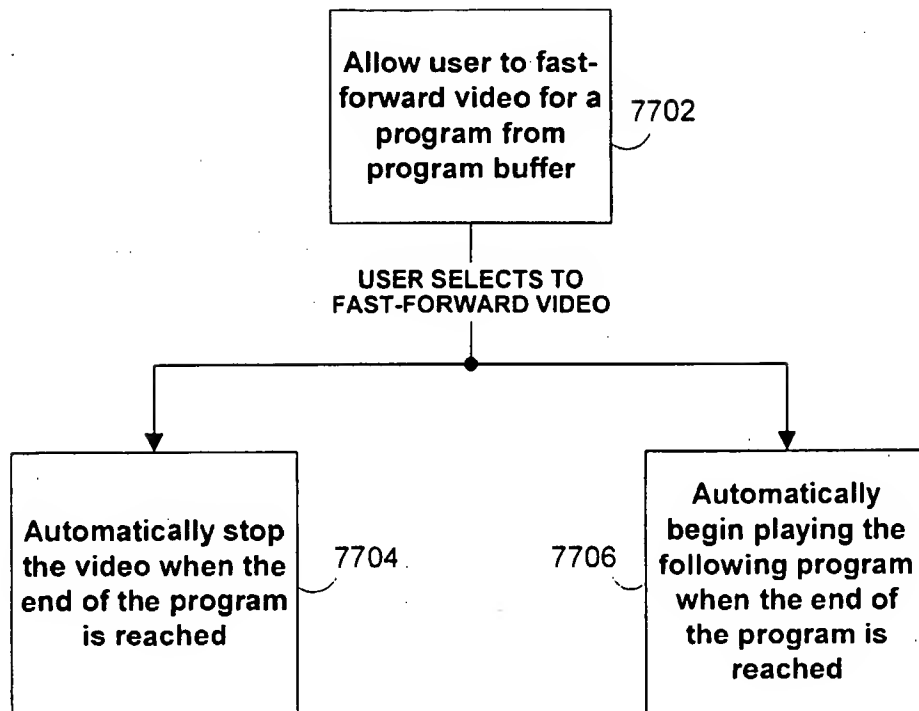 Allow user to fast-
forward video for a
program from
program buffer
7702
USER SELECTS TO
FAST-FORWARD VIDEO
Automatically stop
the video when the
end of the program
is reached
7704
7706
Automatically
begin playing the
following program
when the end of
the program is
reached